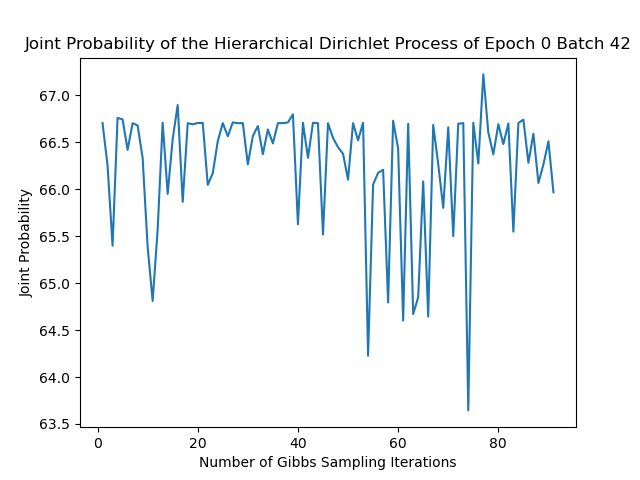 Joint Probability of the Hierarchical Dirichlet Process of Epoch 0 Batch 42
67.0
66.5
66.0
65.5
65.0
64.5
64.0
63.5
Joint Probability
0 20 40 60 80
Number of Gibbs Sampling Iterations